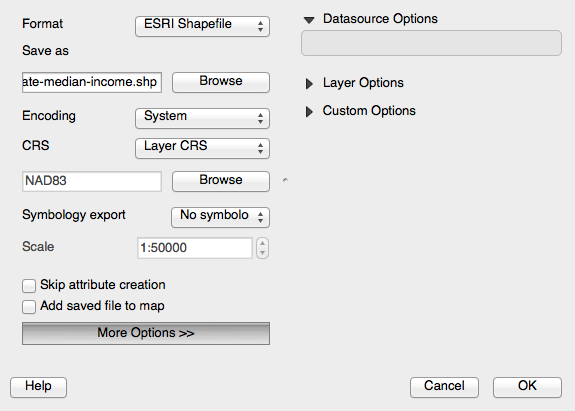 Format
ESRI Shapefile
Save as
ate-median-income.shp
Browse
Encoding
System
CRS
Layer CRS
NAD83
Browse
Symbology export
No symbolo
Scale
1:50000
Skip attribute creation
Add saved file to map
More Options >>
Datasource Options
Layer Options
Custom Options
Help
Cancel
OK